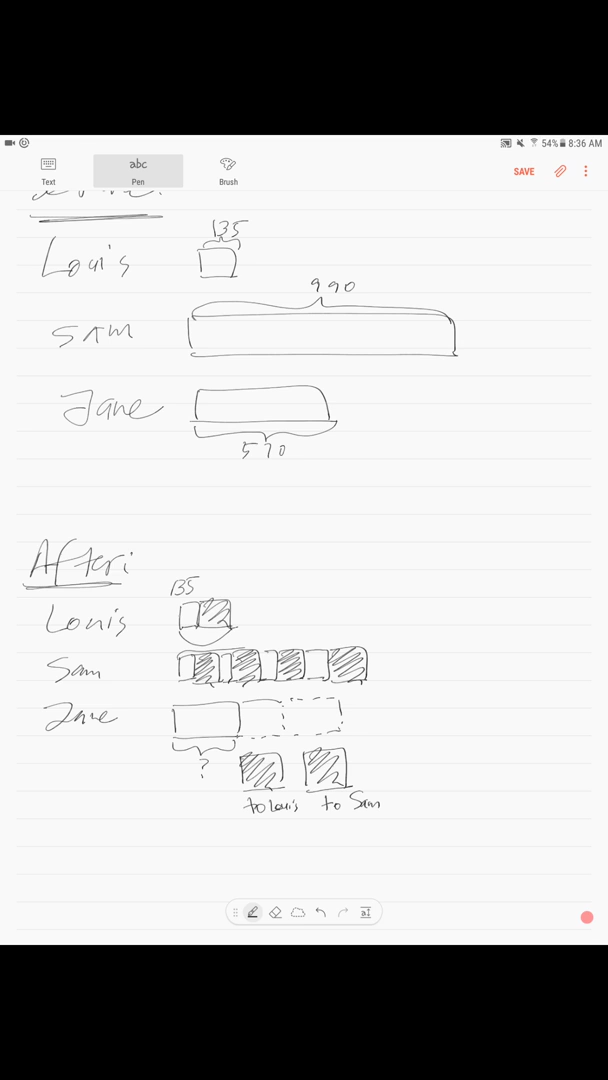 54% 8:36 AM
abc
Text Pen Brush SAVE
135
Louis
990
SAM
Jane
570
After:
135
Louis
Sam
Jane
?
to Louis to Sam